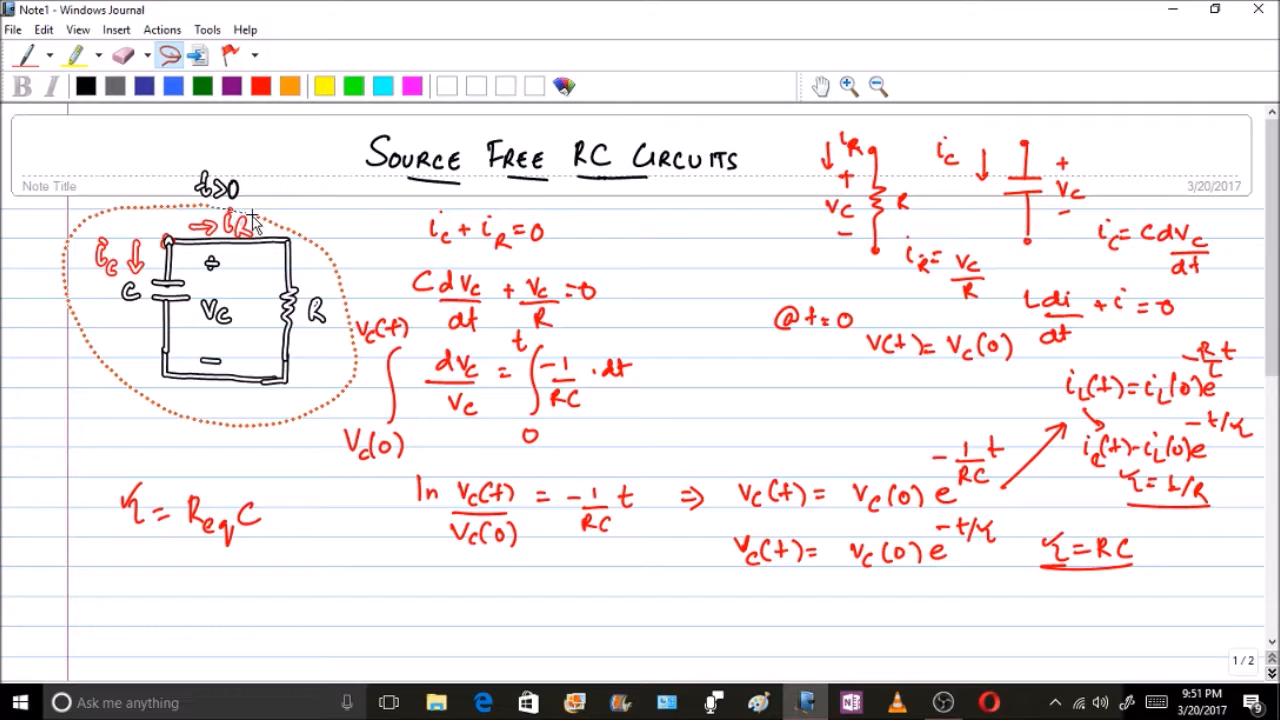 Note1 - Windows Journal
File Edit View Insert Actions Tools Help
B I
SOURCE FREE RC CIRCUITS
Note Title
3/20/2017
t>0
→ iR
ic ↓
C
+
Vc
-
R
ic + iR = 0
C dvc/dt + vc/R = 0
∫ Vc(0) vc(t) dvc/vc = ∫ 0 t -1/RC · dt
ln vc(t)/Vc(0) = -1/RC t ⇒ vc(t) = vc(0) e^(-1/RC t)
vc(t) = vc(0) e^(-t/τ) τ = RC
τ = Req C
↓ iR
+
Vc
-
R
iR = Vc/R
ic ↓
+
Vc
-
ic = C dvc/dt
@ t = 0
v(t) = Vc(0)
L di/dt + i = 0
iL(t) = iL(0) e^(-R/L t)
iL(t) - iL(0) e^(-t/τ)
τ = L/R
1 / 2
Ask me anything
9:51 PM
3/20/2017
9